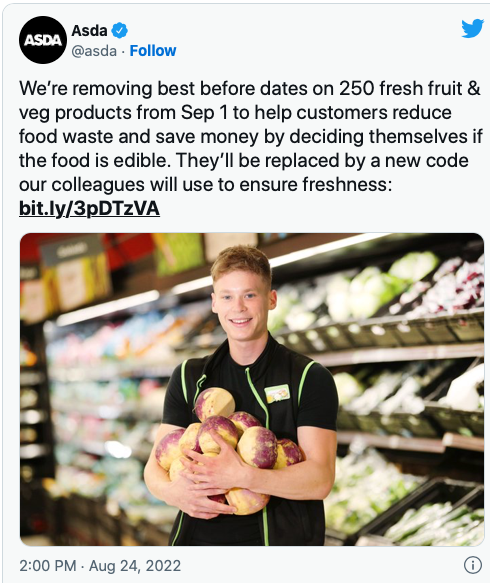 ASDA
Asda
@asda · Follow
We’re removing best before dates on 250 fresh fruit &
veg products from Sep 1 to help customers reduce
food waste and save money by deciding themselves if
the food is edible. They’ll be replaced by a new code
our colleagues will use to ensure freshness:
bit.ly/3pDTzVA
2:00 PM · Aug 24, 2022